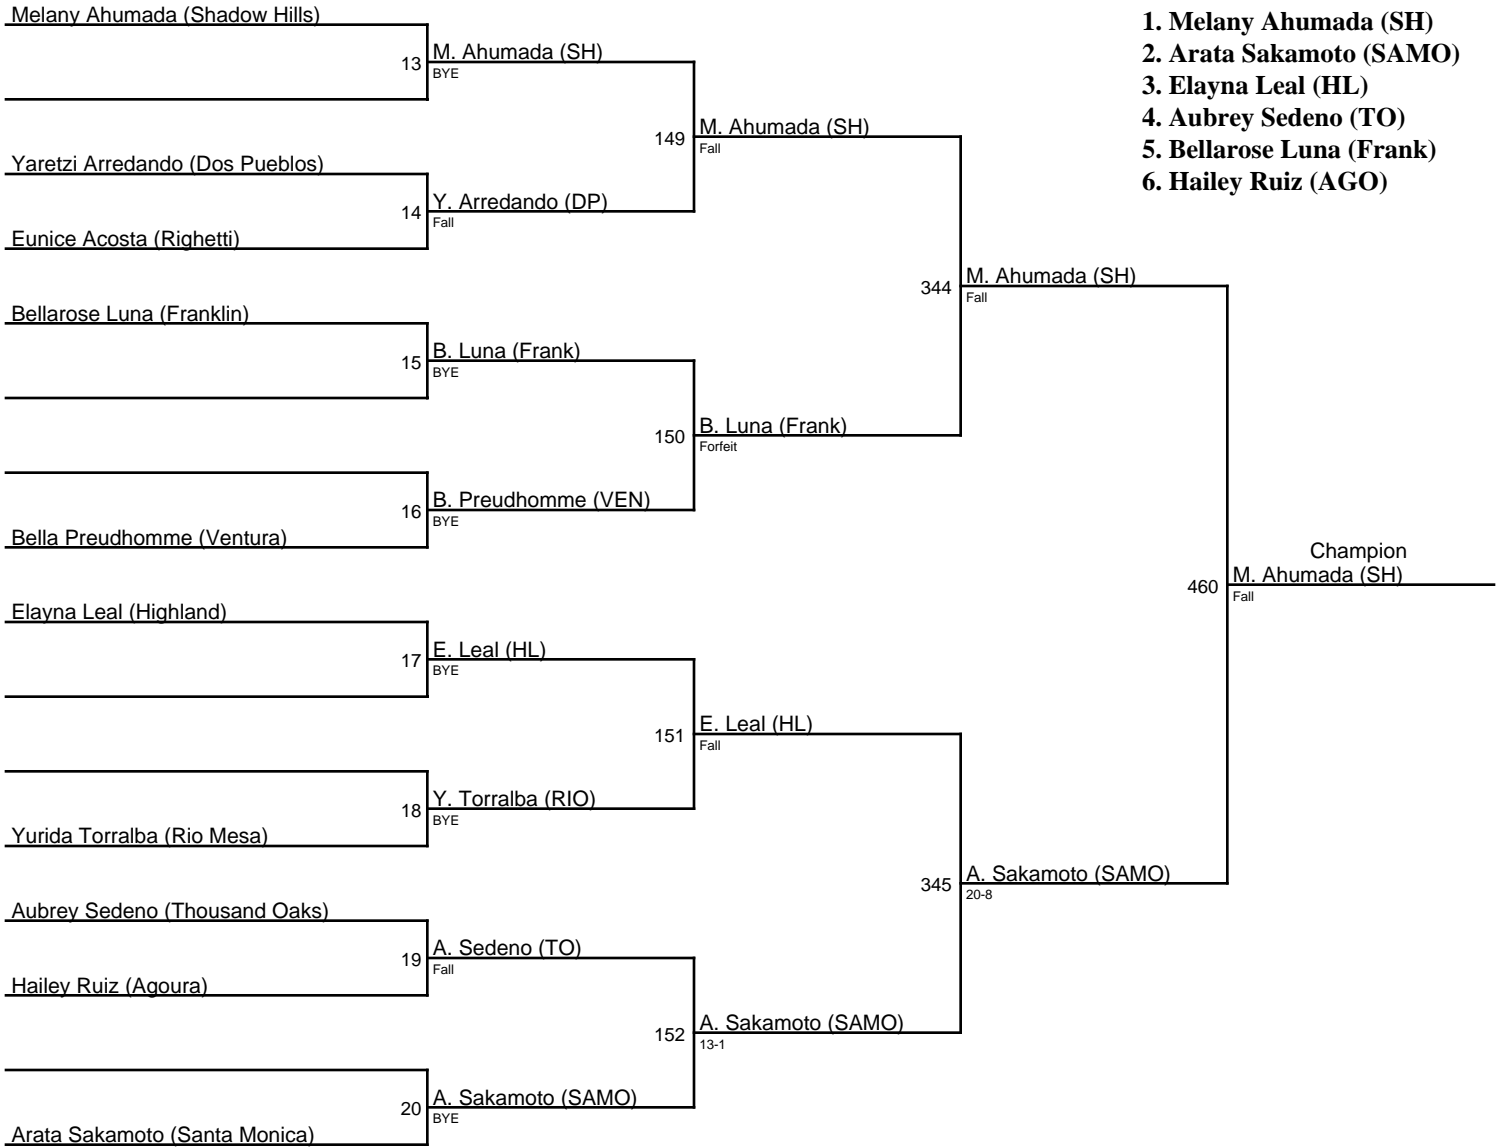 Melany Ahumada (Shadow Hills)
13
M. Ahumada (SH)
BYE
Yaretzi Arredando (Dos Pueblos)
14
Y. Arredando (DP)
Fall
Eunice Acosta (Righetti)
149
M. Ahumada (SH)
Fall
Bellarose Luna (Franklin)
15
B. Luna (Frank)
BYE
150
B. Luna (Frank)
Forfeit
16
B. Preudhomme (VEN)
BYE
Bella Preudhomme (Ventura)
344
M. Ahumada (SH)
Fall
Elayna Leal (Highland)
17
E. Leal (HL)
BYE
151
E. Leal (HL)
Fall
18
Y. Torralba (RIO)
BYE
Yurida Torralba (Rio Mesa)
Aubrey Sedeno (Thousand Oaks)
19
A. Sedeno (TO)
Fall
Hailey Ruiz (Agoura)
152
A. Sakamoto (SAMO)
13-1
20
A. Sakamoto (SAMO)
BYE
Arata Sakamoto (Santa Monica)
345
A. Sakamoto (SAMO)
20-8
460
Champion
M. Ahumada (SH)
Fall
1. Melany Ahumada (SH)
2. Arata Sakamoto (SAMO)
3. Elayna Leal (HL)
4. Aubrey Sedeno (TO)
5. Bellarose Luna (Frank)
6. Hailey Ruiz (AGO)